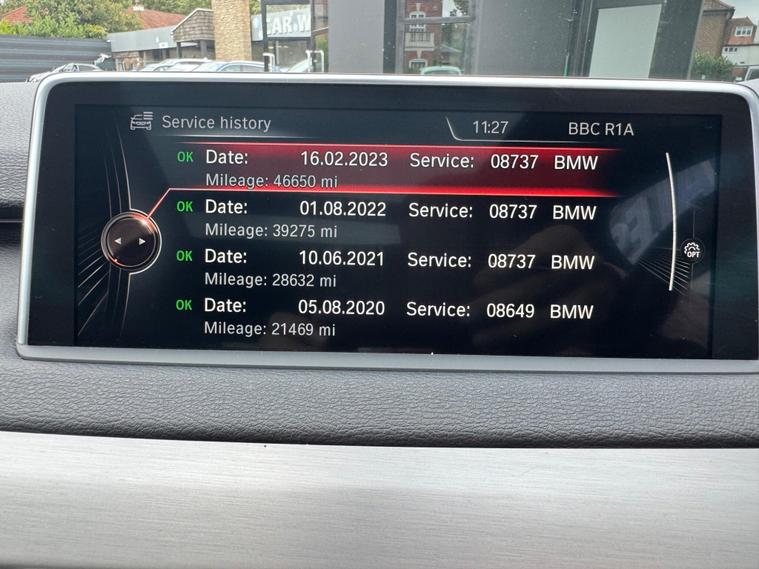 CAR W
Service history 11:27 BBC R1A
OK Date: 16.02.2023 Service: 08737 BMW
Mileage: 46650 mi
OK Date: 01.08.2022 Service: 08737 BMW
Mileage: 39275 mi
OK Date: 10.06.2021 Service: 08737 BMW
Mileage: 28632 mi
OPT
OK Date: 05.08.2020 Service: 08649 BMW
Mileage: 21469 mi